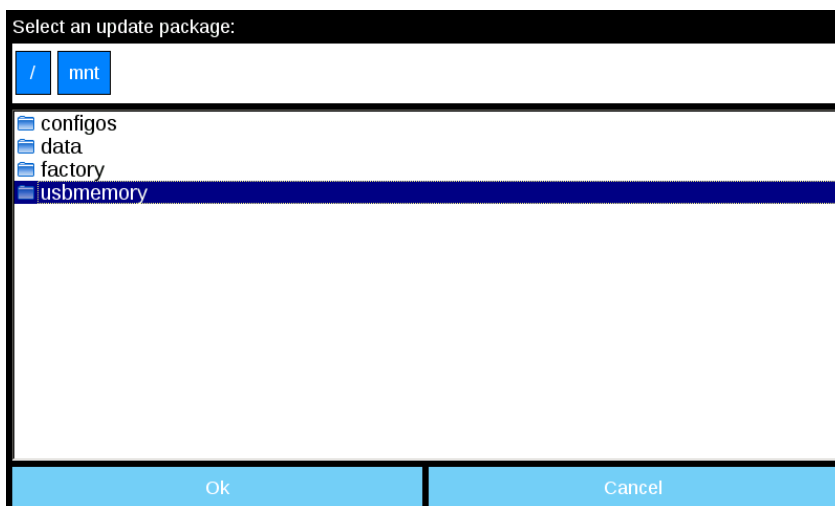 Select an update package:
/ mnt
configos
data
factory
usbmemory
Ok Cancel